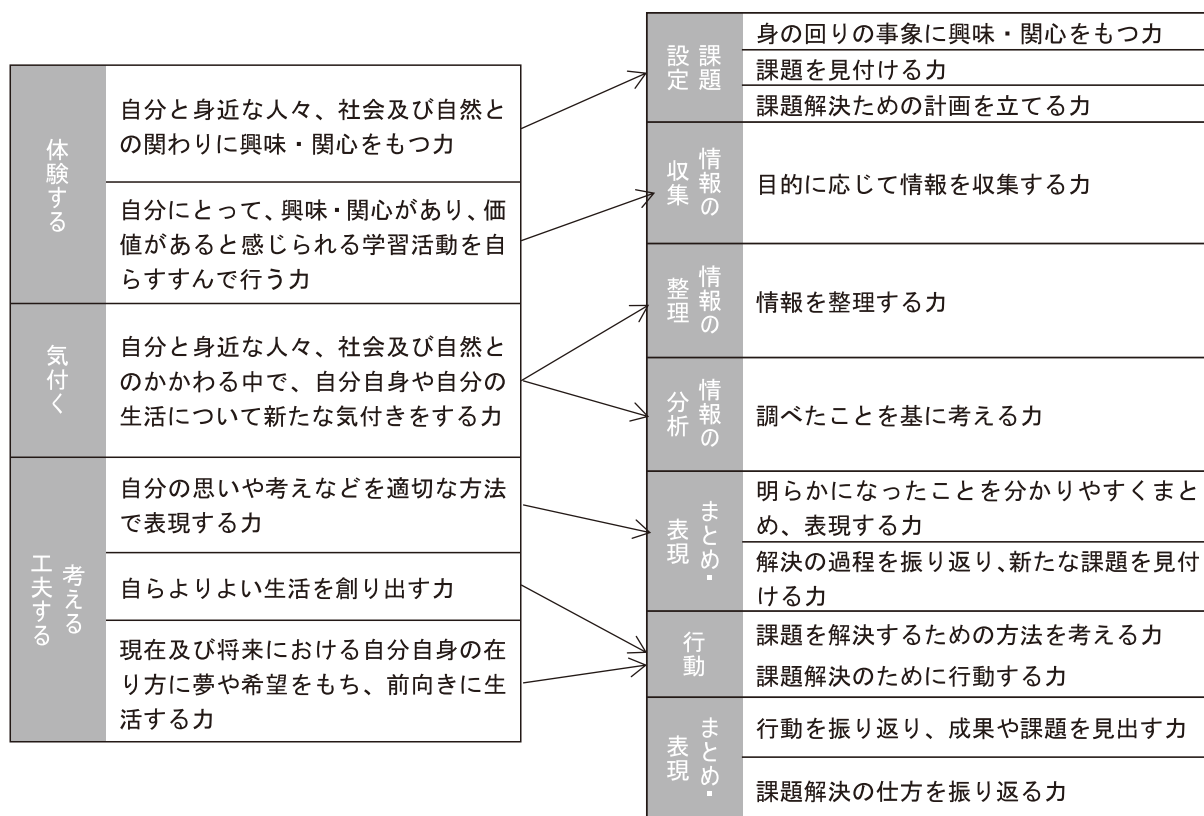 体験する
自分と身近な人々、社会及び自然と
の関わりに興味・関心をもつ力
自分にとって、興味・関心があり、価
値があると感じられる学習活動を自
らすすんで行う力
気付く
自分と身近な人々、社会及び自然と
のかかわる中で、自分自身や自分の
生活について新たな気付きをする力
考える
工夫する
自分の思いや考えなどを適切な方法
で表現する力
自らよりよい生活を創り出す力
現在及び将来における自分自身の在
り方に夢や希望をもち、前向きに生
活する力
課題
設定
身の回りの事象に興味・関心をもつ力
課題を見付ける力
課題解決ための計画を立てる力
情報の
収集
目的に応じて情報を収集する力
情報の
整理
情報を整理する力
情報の
分析
調べたことを基に考える力
まとめ・
表現
明らかになったことを分かりやすくまと
め、表現する力
解決の過程を振り返り、新たな課題を見付
ける力
行動
課題を解決するための方法を考える力
課題解決のために行動する力
まとめ・
表現
行動を振り返り、成果や課題を見出す力
課題解決の仕方を振り返る力